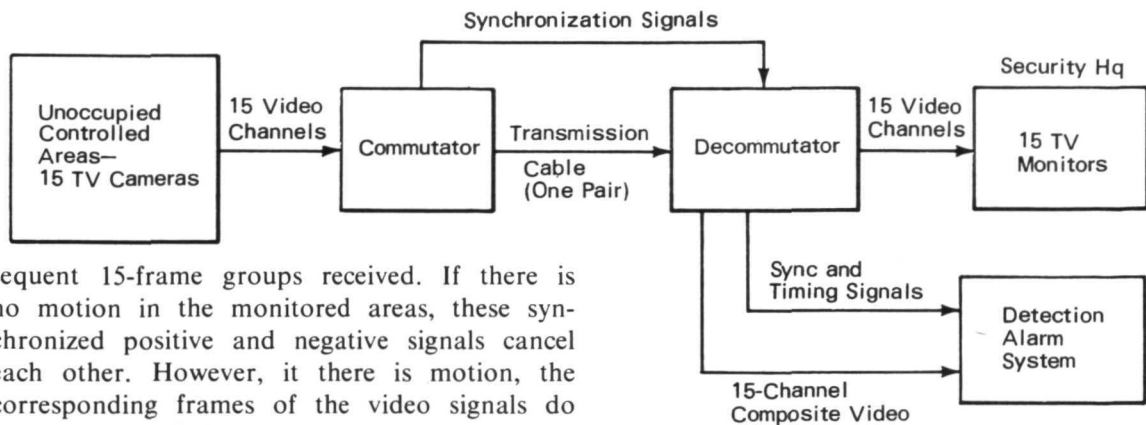 Synchronization Signals
Security Hq
Unoccupied
Controlled
Areas—
15 TV Cameras
15 Video
Channels
Commutator
Transmission
Cable
(One Pair)
Decommutator
15 Video
Channels
15 TV
Monitors
equent 15-frame groups received. If there is
no motion in the monitored areas, these syn-
chronized positive and negative signals cancel
each other. However, it there is motion, the
corresponding frames of the video signals do
Sync and
Timing Signals
15-Channel
Composite Video
Detection
Alarm
System